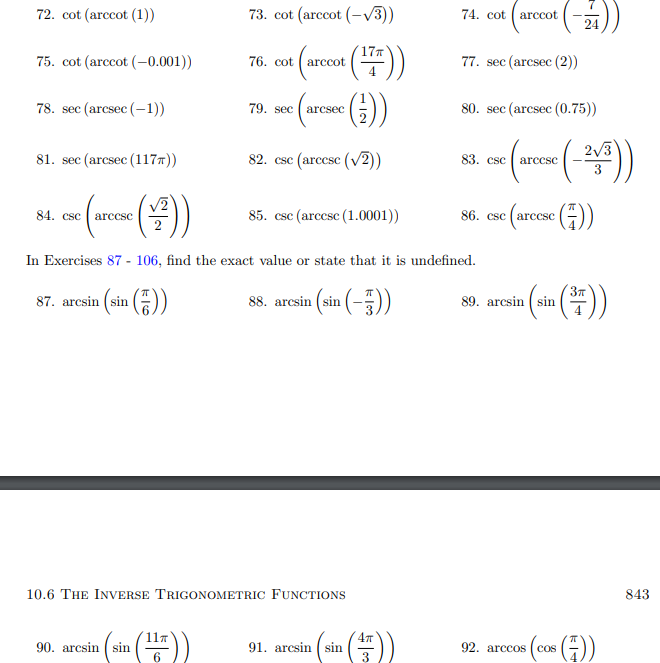 72. cot (arccot (1)) 73. cot (arccot (−√3)) 74. cot (arccot (−7/24))
75. cot (arccot (−0.001)) 76. cot (arccot (17π/4)) 77. sec (arcsec (2))
78. sec (arcsec (−1)) 79. sec (arcsec (1/2)) 80. sec (arcsec (0.75))
81. sec (arcsec (117π)) 82. csc (arccsc (√2)) 83. csc (arccsc (−2√3/3))
84. csc (arccsc (√2/2)) 85. csc (arccsc (1.0001)) 86. csc (arccsc (π/4))
In Exercises 87 - 106, find the exact value or state that it is undefined.
87. arcsin (sin (π/6)) 88. arcsin (sin (−π/3)) 89. arcsin (sin (3π/4))
10.6 The Inverse Trigonometric Functions 843
90. arcsin (sin (11π/6)) 91. arcsin (sin (4π/3)) 92. arccos (cos (π/4))